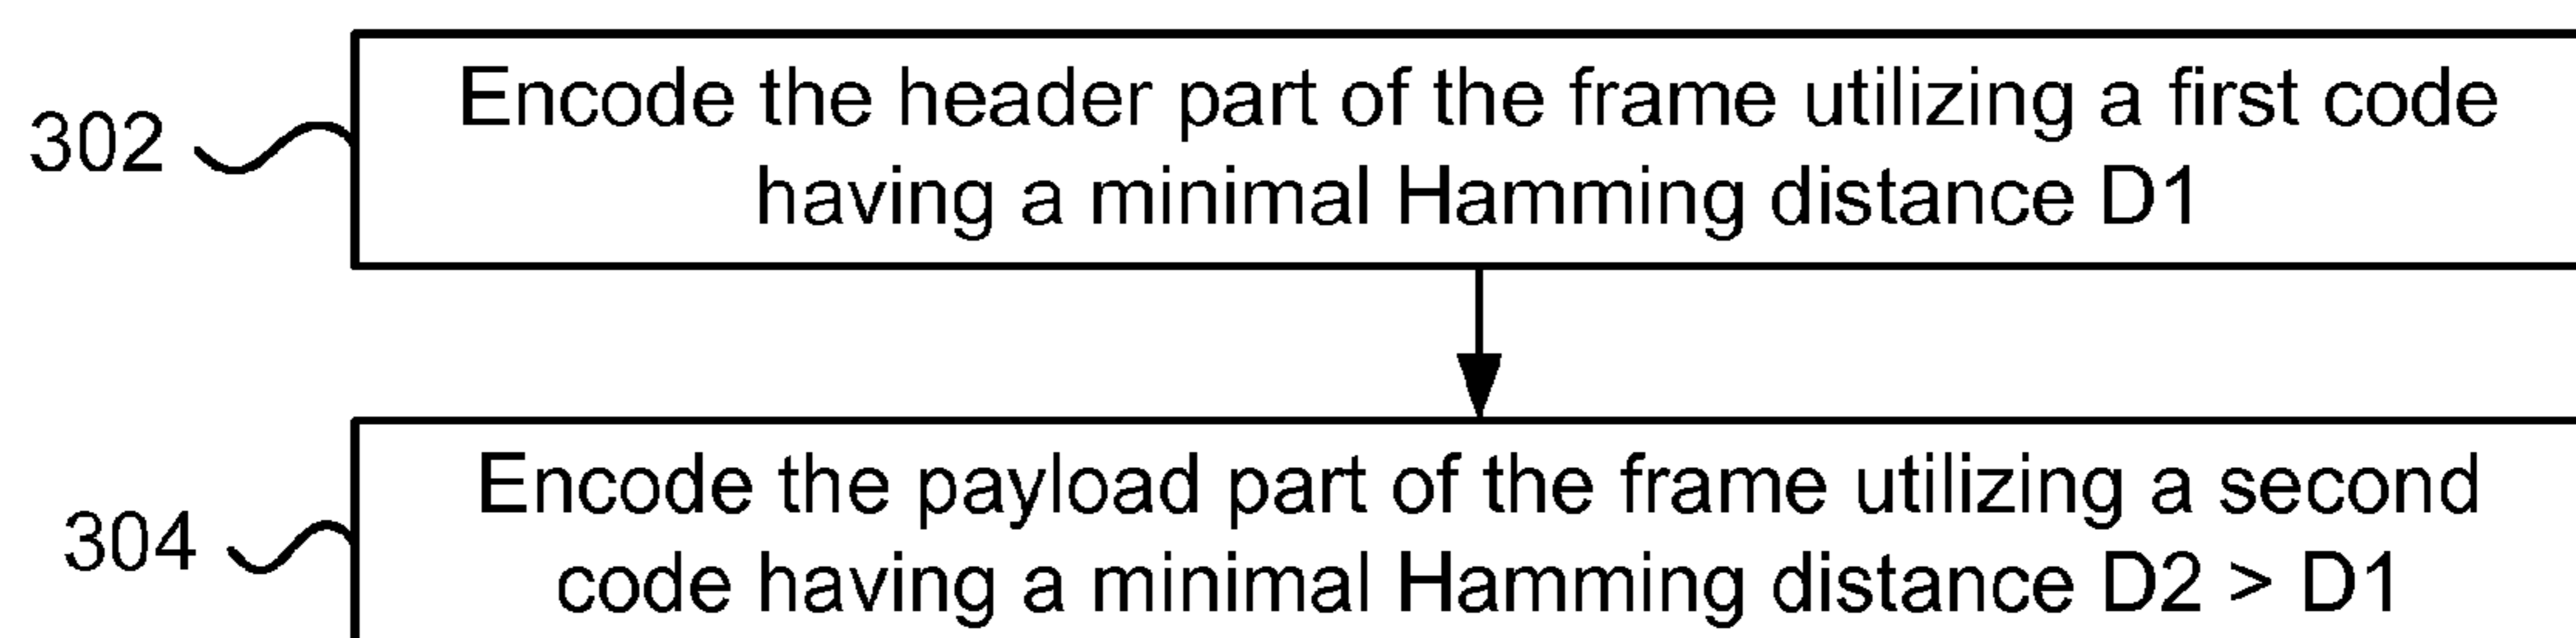 302
Encode the header part of the frame utilizing a first code
having a minimal Hamming distance D1
304
Encode the payload part of the frame utilizing a second
code having a minimal Hamming distance D2 > D1